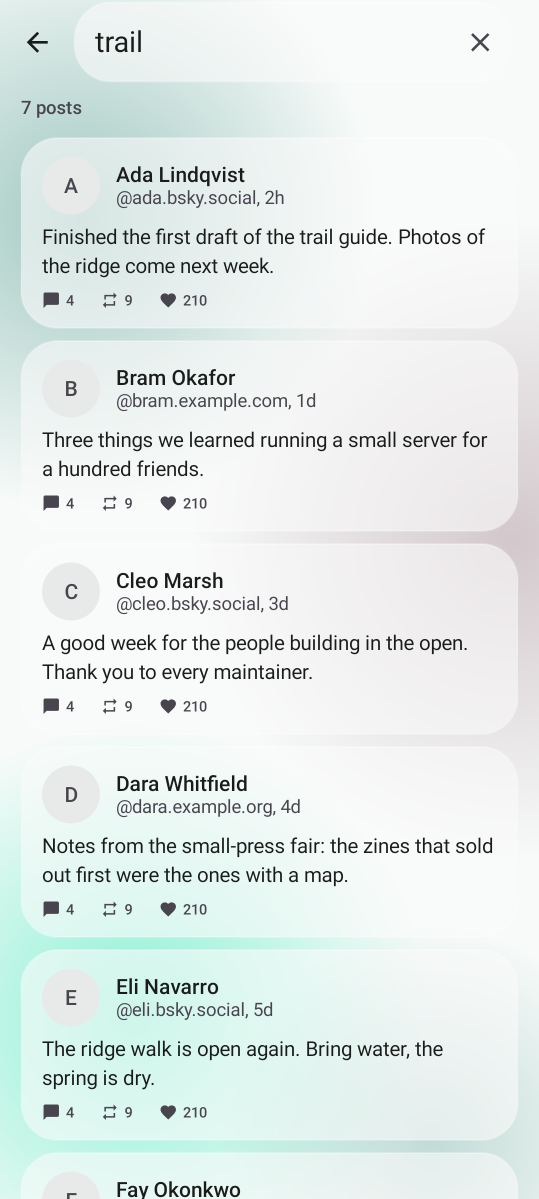 trail
7 posts
A
Ada Lindqvist
@ada.bsky.social, 2h
Finished the first draft of the trail guide. Photos of
the ridge come next week.
4 9 210
B
Bram Okafor
@bram.example.com, 1d
Three things we learned running a small server for
a hundred friends.
4 9 210
C
Cleo Marsh
@cleo.bsky.social, 3d
A good week for the people building in the open.
Thank you to every maintainer.
4 9 210
D
Dara Whitfield
@dara.example.org, 4d
Notes from the small-press fair: the zines that sold
out first were the ones with a map.
4 9 210
E
Eli Navarro
@eli.bsky.social, 5d
The ridge walk is open again. Bring water, the
spring is dry.
4 9 210
F
Fay Okonkwo